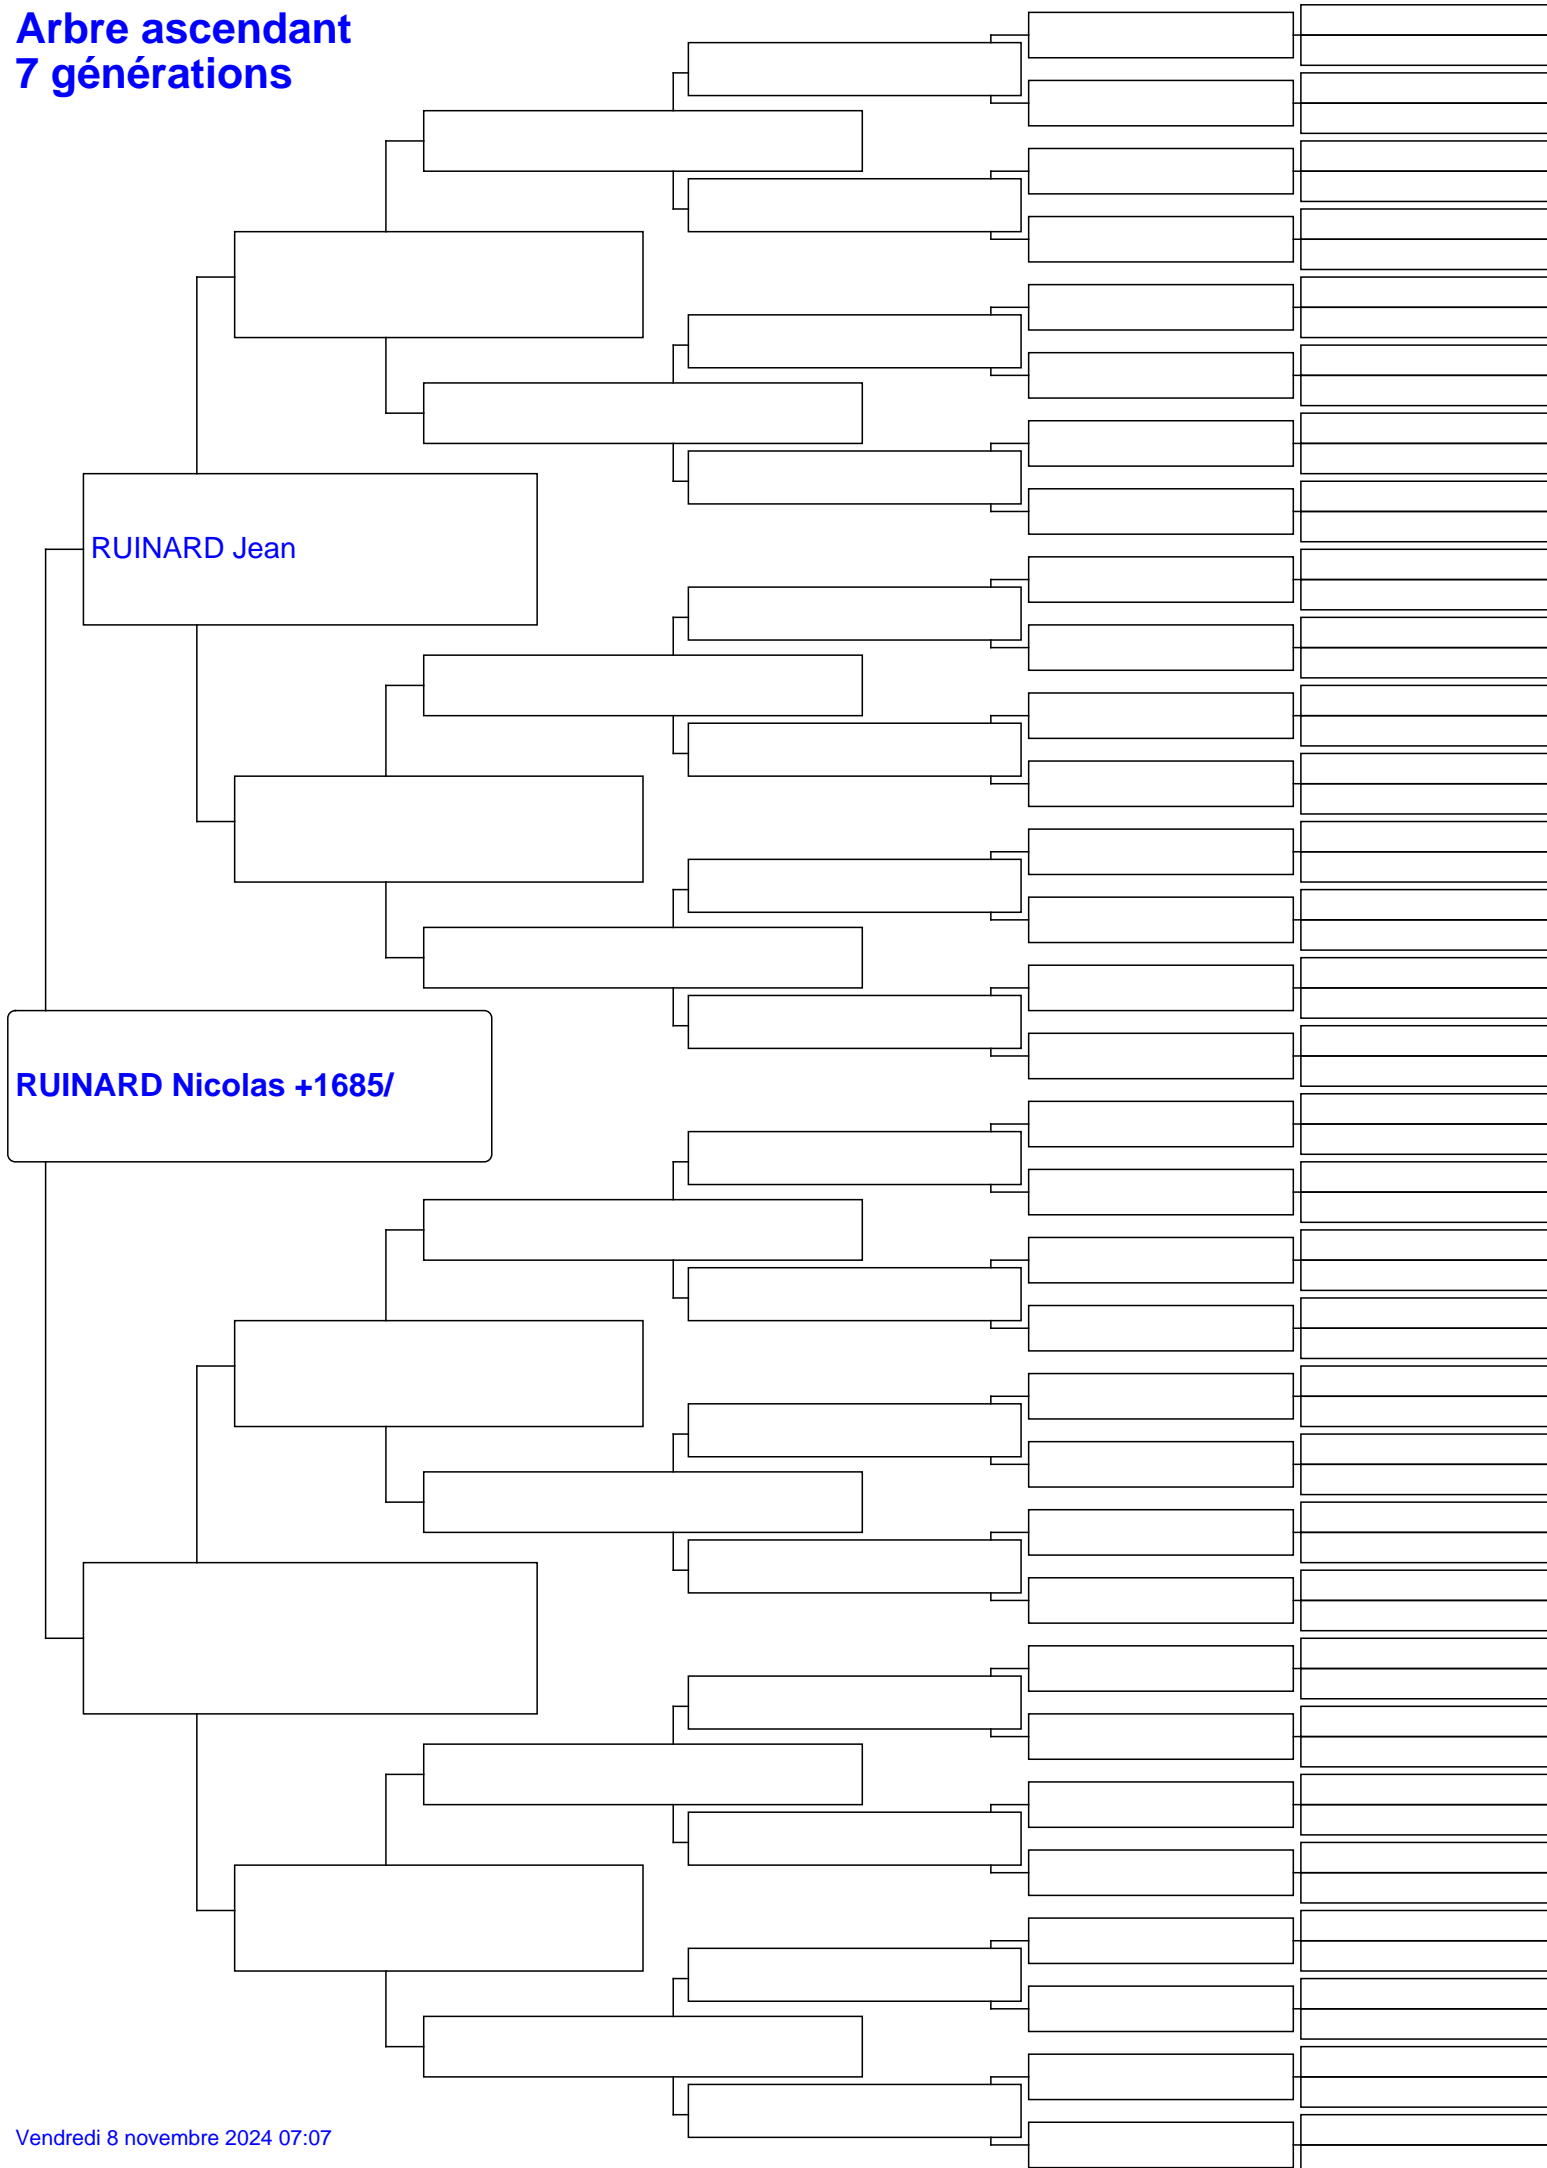 Arbre ascendant
7 générations
RUINARD Jean
RUINARD Nicolas +1685/
Vendredi 8 novembre 2024 07:07